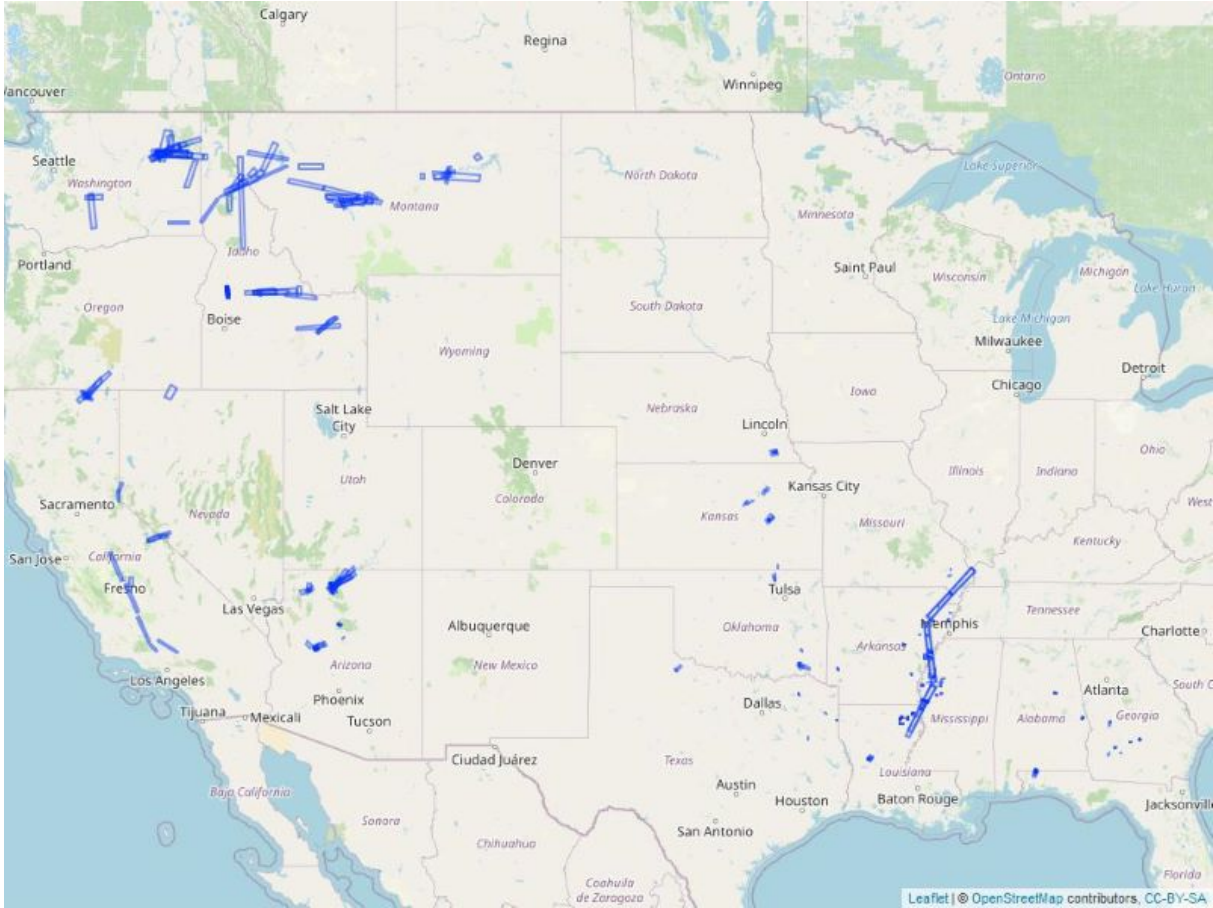 Calgary
Regina
Winnipeg
Ontario
Vancouver
Seattle
Washington
Lake Superior
North Dakota
Montana
Minnesota
Idaho
Portland
Saint Paul
Wisconsin
Michigan
Lake Huron
Oregon
Boise
South Dakota
Lake Michigan
Wyoming
Milwaukee
Detroit
Chicago
Iowa
Salt Lake
City
Nebraska
Lincoln
Ohio
Denver
Illinois
Indiana
Utah
Kansas City
Colorado
Sacramento
Nevada
Kansas
Missouri
West
Kentucky
San Jose
California
Fresno
Tulsa
Las Vegas
Tennessee
Albuquerque
Oklahoma
Memphis
Charlotte
Arkansas
Arizona
New Mexico
Los Angeles
South C
Atlanta
Phoenix
Dallas
Tijuana
Mexicali
Mississippi
Alabama
Georgia
Tucson
Ciudad Juárez
Texas
Louisiana
Baja California
Austin
Houston
Baton Rouge
Jacksonvill
Sonora
San Antonio
Chihuahua
Florida
Coahuila
de Zaragoza
Leaflet | © OpenStreetMap contributors, CC-BY-SA